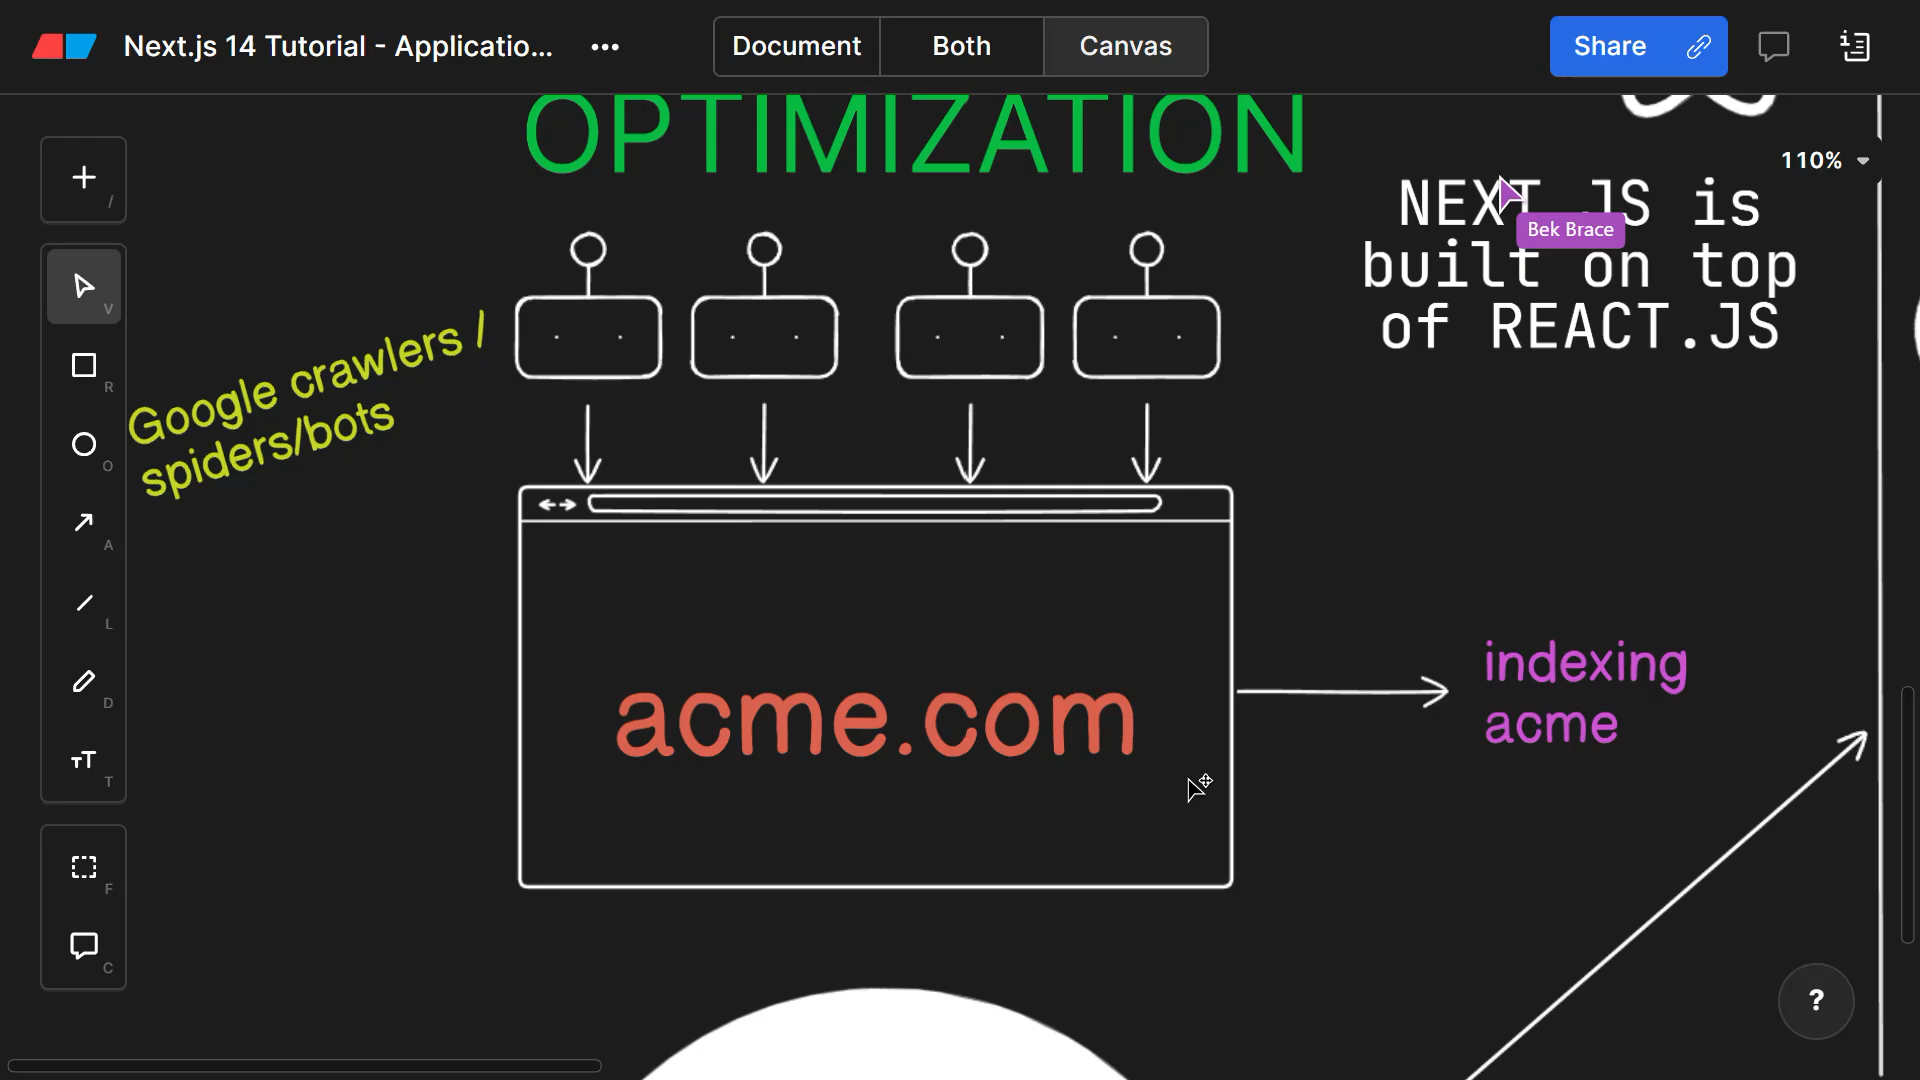 Next.js 14 Tutorial - Applicatio...
Document
Both
Canvas
Share
OPTIMIZATION
110%
NEXT JS is
built on top
of REACT.JS
Bek Brace
Google crawlers /
spiders/bots
acme.com
indexing
acme
/
V
R
O
A
L
D
T
F
C
?